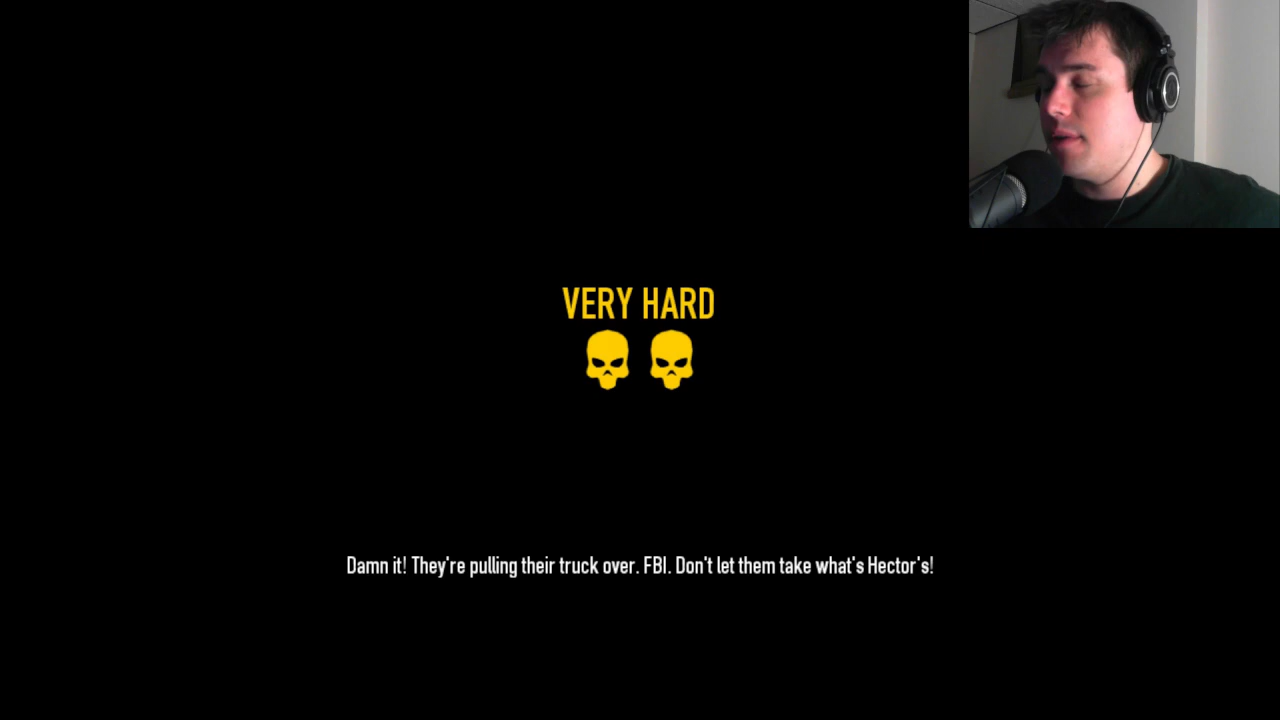 VERY HARD
Damn it! They're pulling their truck over. FBI. Don't let them take what's Hector's!